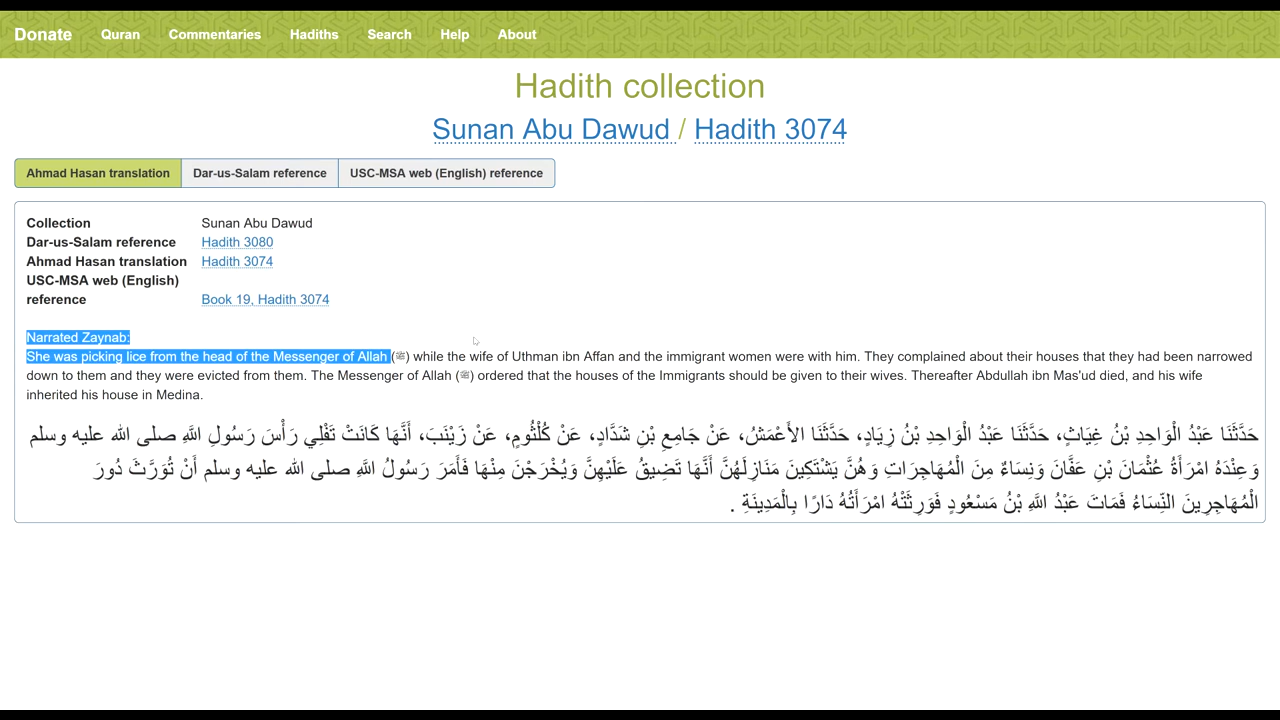 Donate Quran Commentaries Hadiths Search Help About
Hadith collection
Sunan Abu Dawud / Hadith 3074
Ahmad Hasan translation Dar-us-Salam reference USC-MSA web (English) reference
Collection Sunan Abu Dawud
Dar-us-Salam reference Hadith 3080
Ahmad Hasan translation Hadith 3074
USC-MSA web (English)
reference Book 19, Hadith 3074
Narrated Zaynab:
She was picking lice from the head of the Messenger of Allah (ﷺ) while the wife of Uthman ibn Affan and the immigrant women were with him. They complained about their houses that they had been narrowed
down to them and they were evicted from them. The Messenger of Allah (ﷺ) ordered that the houses of the Immigrants should be given to their wives. Thereafter Abdullah ibn Mas'ud died, and his wife
inherited his house in Medina.
حَدَّثَنَا عَبْدُ الْوَاحِدِ بْنُ غِيَاثٍ، حَدَّثَنَا عَبْدُ الْوَاحِدِ بْنُ زِيَادٍ، حَدَّثَنَا الأَعْمَشُ، عَنْ جَامِعِ بْنِ شَدَّادٍ، عَنْ كُلْثُومٍ، عَنْ زَيْنَبَ، أَنَّهَا كَانَتْ تَفْلِي رَأْسَ رَسُولِ اللَّهِ صلى الله عليه وسلم
وَعِنْدَهُ امْرَأَةُ عُثْمَانَ بْنِ عَفَّانَ وَنِسَاءٌ مِنَ الْمُهَاجِرَاتِ وَهُنَّ يَشْتَكِينَ مَنَازِلَهُنَّ أَنَّهَا تَضِيقُ عَلَيْهِنَّ وَيُخْرَجْنَ مِنْهَا فَأَمَرَ رَسُولُ اللَّهِ صلى الله عليه وسلم أَنْ تُوَرَّثَ دُورَ
الْمُهَاجِرِينَ النِّسَاءُ فَمَاتَ عَبْدُ اللَّهِ بْنُ مَسْعُودٍ فَوَرِثَتْهُ امْرَأَتُهُ دَارًا بِالْمَدِينَةِ .